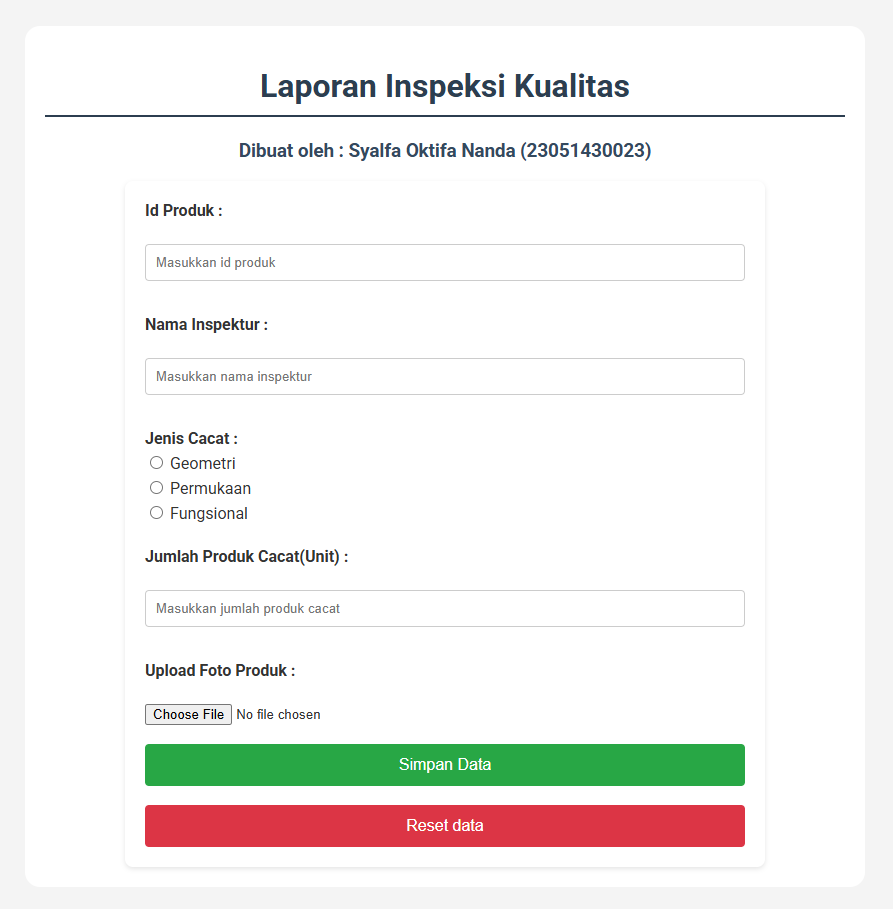 Laporan Inspeksi Kualitas
Dibuat oleh : Syalfa Oktifa Nanda (23051430023)
Id Produk :
Masukkan id produk
Nama Inspektur :
Masukkan nama inspektur
Jenis Cacat :
Geometri
Permukaan
Fungsional
Jumlah Produk Cacat(Unit) :
Masukkan jumlah produk cacat
Upload Foto Produk :
Choose File No file chosen
Simpan Data
Reset data